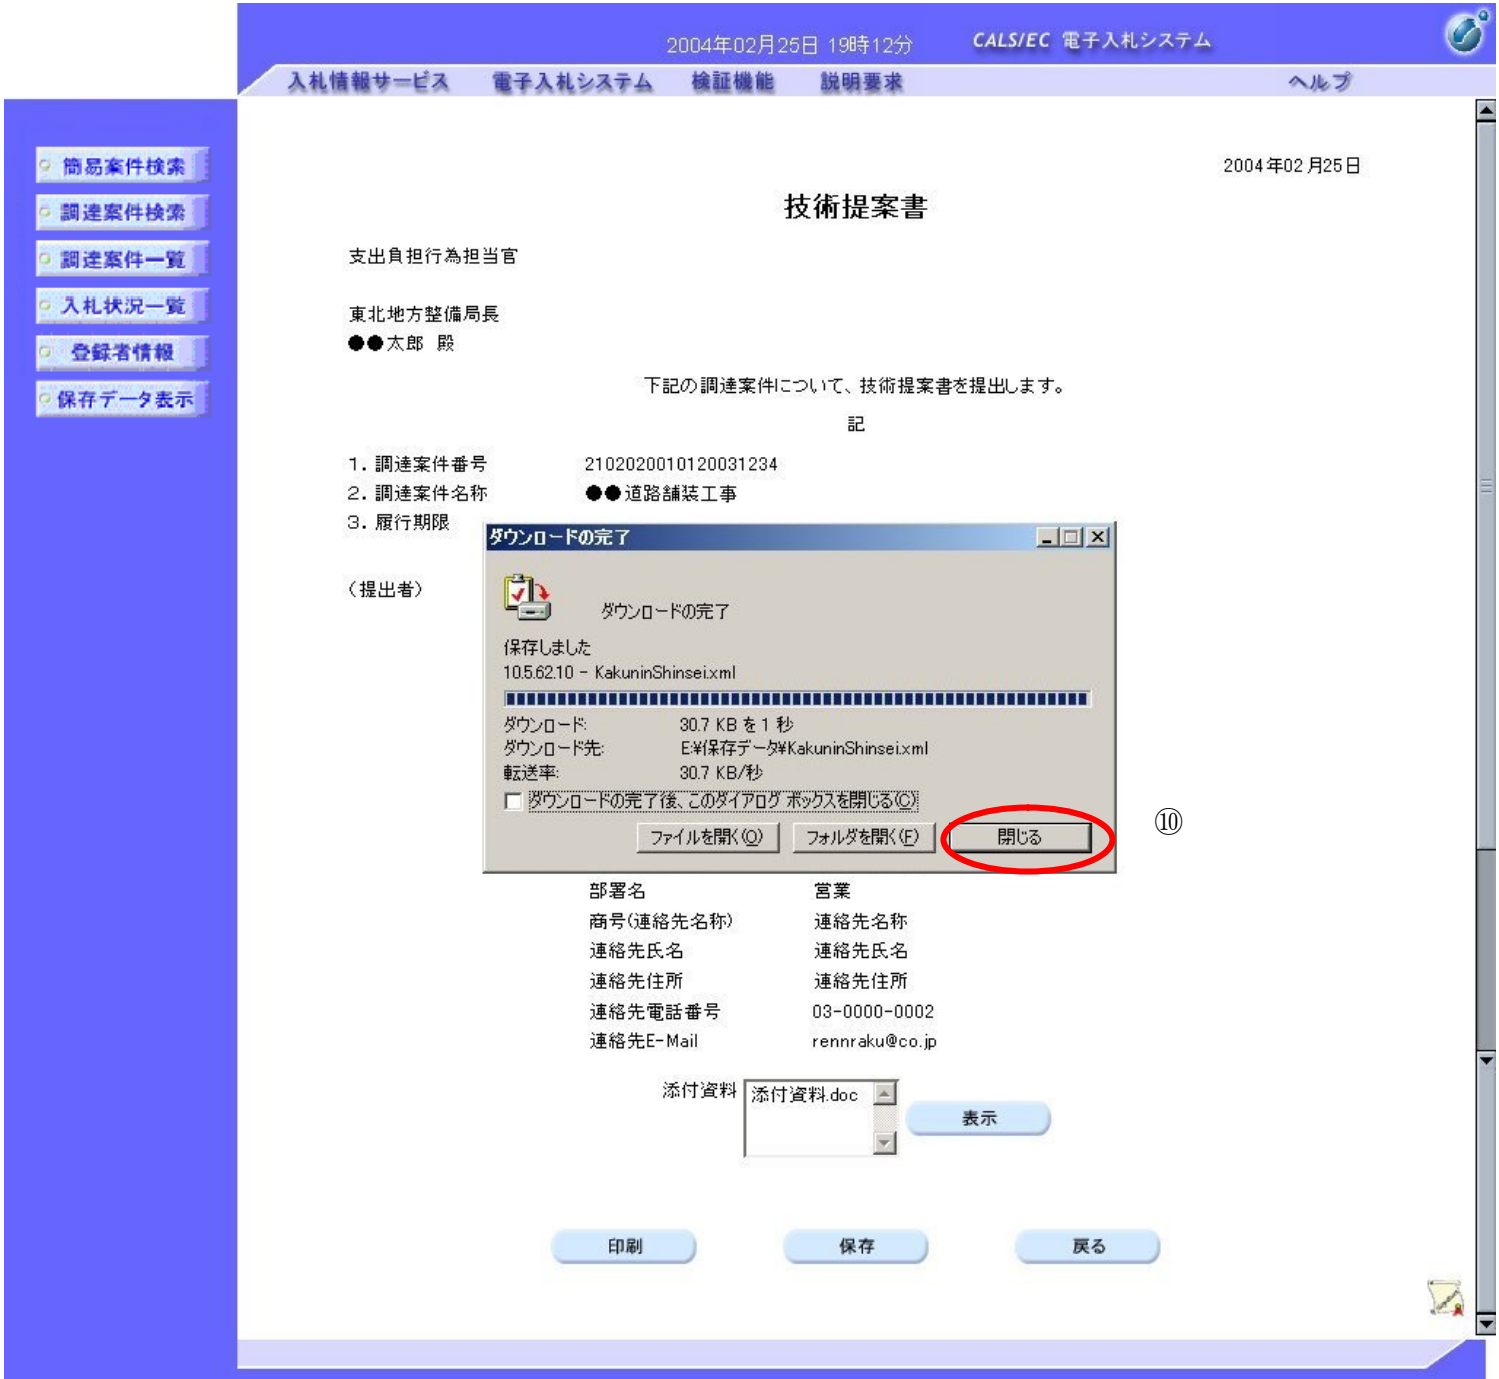 2004年02月25日 19時12分 CALS/EC 電子入札システム
入札情報サービス 電子入札システム 検証機能 説明要求 ヘルプ
簡易案件検索
調達案件検索
調達案件一覧
入札状況一覧
登録者情報
保存データ表示
2004年02月25日
技術提案書
支出負担行為担当官
東北地方整備局長
●●太郎 殿
下記の調達案件について、技術提案書を提出します。
記
1. 調達案件番号 2102020010120031234
2. 調達案件名称 ●●道路舗装工事
3. 履行期限
(提出者)
ダウンロードの完了
ダウンロードの完了
保存しました
10.5.62.10 - KakuninShinsei.xml
ダウンロード: 30.7 KB を 1 秒
ダウンロード先: E:¥保存データ¥KakuninShinsei.xml
転送率: 30.7 KB/秒
ダウンロードの完了後、このダイアログ ボックスを閉じる(C)
ファイルを開く(O) フォルダを開く(F) 閉じる
⑩
部署名 営業
商号(連絡先名称) 連絡先名称
連絡先氏名 連絡先氏名
連絡先住所 連絡先住所
連絡先電話番号 03-0000-0002
連絡先E-Mail rennraku@co.jp
添付資料 添付資料.doc 表示
印刷 保存 戻る